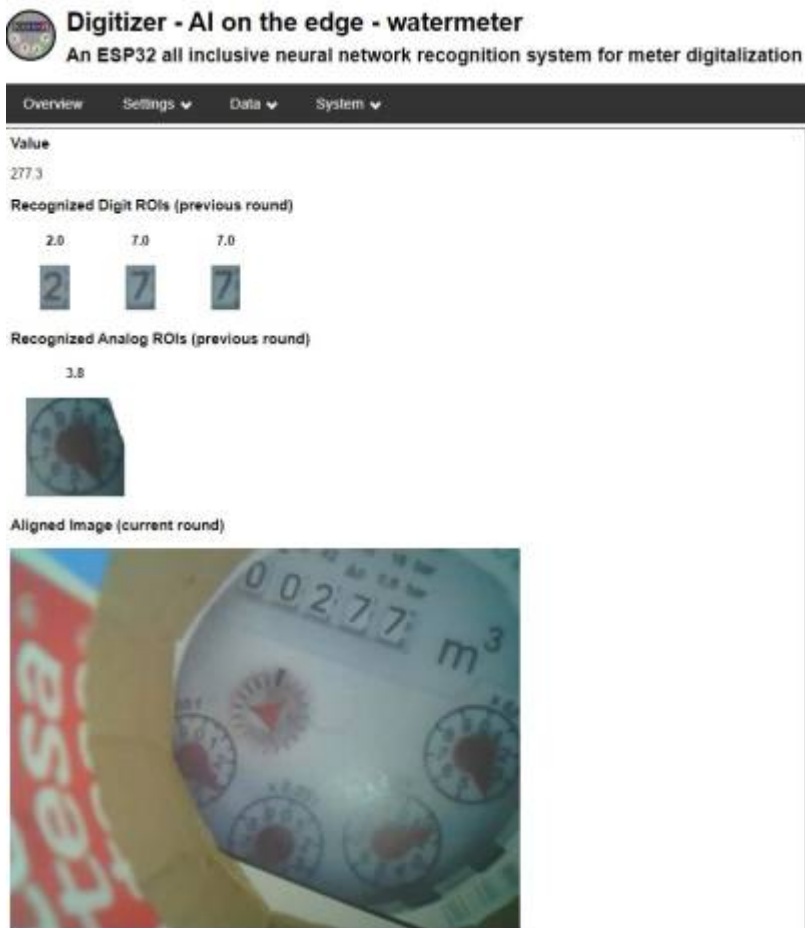 Digitizer - AI on the edge - watermeter
An ESP32 all inclusive neural network recognition system for meter digitalization
Overview Settings Data System
Value
277.3
Recognized Digit ROIs (previous round)
2.0 7.0 7.0
2 7 7
Recognized Analog ROIs (previous round)
3.8
Aligned Image (current round)
00277 m³